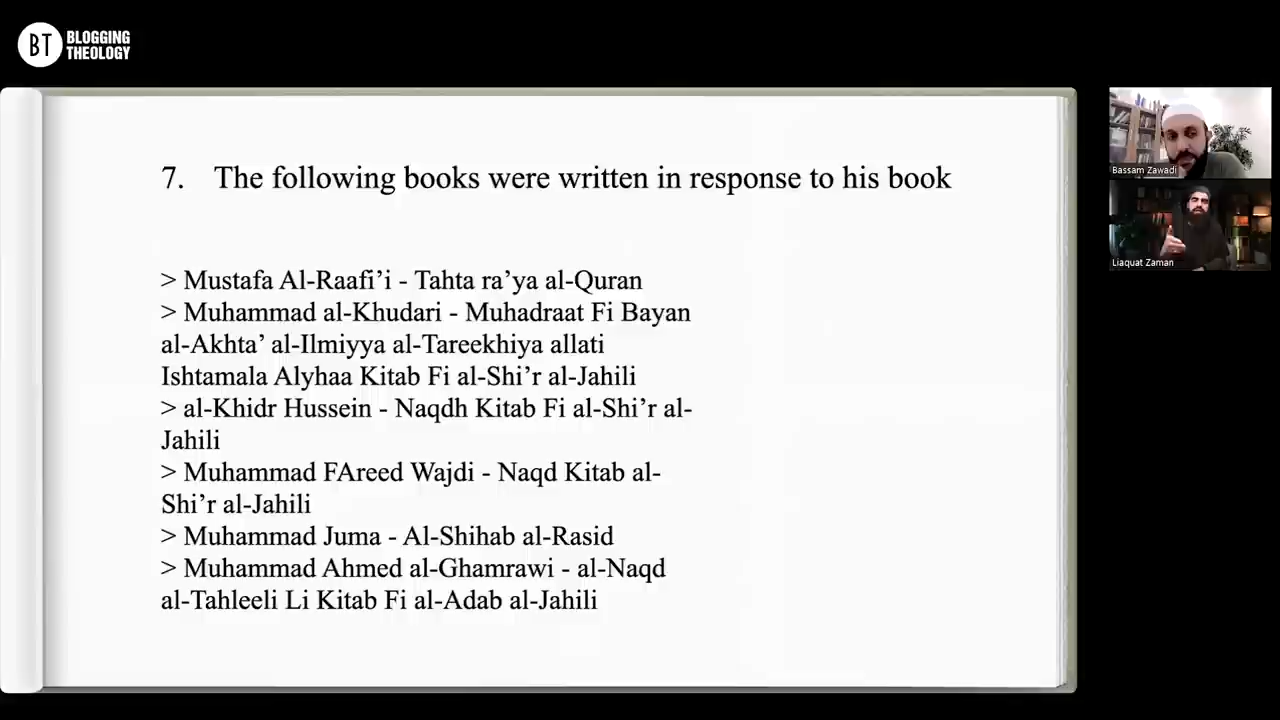 BT
BLOGGING
THEOLOGY
7. The following books were written in response to his book
> Mustafa Al-Raafi’i - Tahta ra’ya al-Quran
> Muhammad al-Khudari - Muhadraat Fi Bayan
al-Akhta’ al-Ilmiyya al-Tareekhiya allati
Ishtamala Alyhaa Kitab Fi al-Shi’r al-Jahili
> al-Khidr Hussein - Naqdh Kitab Fi al-Shi’r al-
Jahili
> Muhammad FAreed Wajdi - Naqd Kitab al-
Shi’r al-Jahili
> Muhammad Juma - Al-Shihab al-Rasid
> Muhammad Ahmed al-Ghamrawi - al-Naqd
al-Tahleeli Li Kitab Fi al-Adab al-Jahili
Bassam Zawadi
Liaquat Zaman